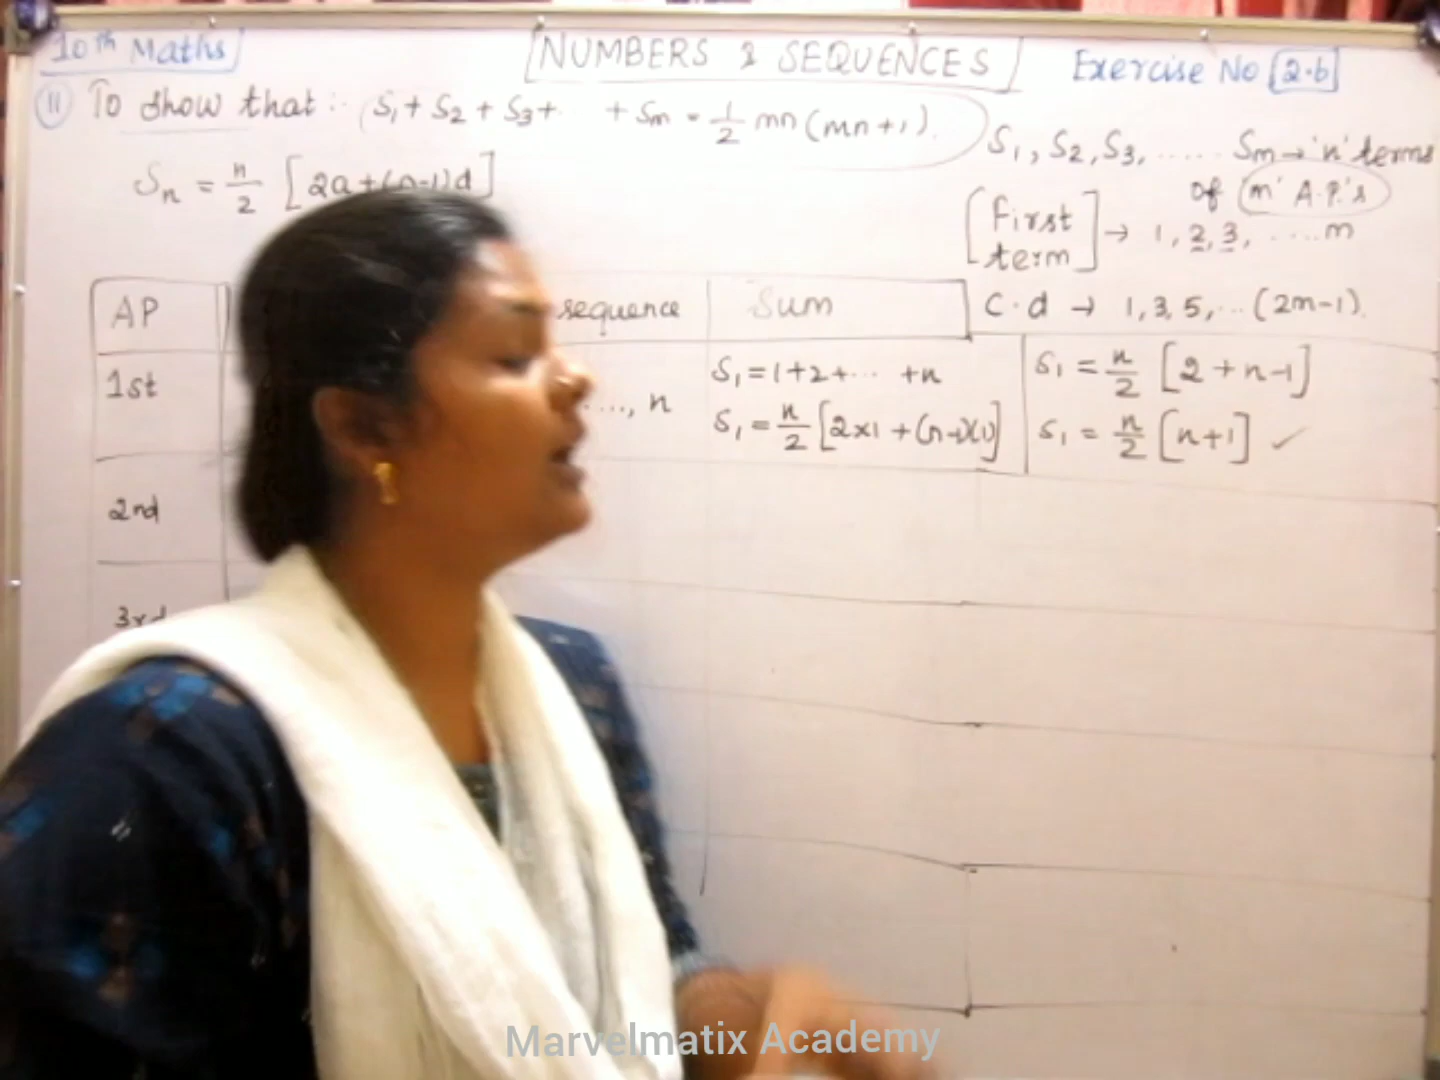 10th Maths
NUMBERS & SEQUENCES
Exercise No 2.6
11 To show that :- S₁ + S₂ + S₃ + + Sm = 1/2 mn (mn+1).
S₁, S₂, S₃, ...... Sm → 'n' terms
of 'm' A.P.'s
Sn = n/2 [2a+(n-1)d]
[First term] → 1, 2, 3, .....m
C.d → 1, 3, 5, ...(2m-1).
AP sequence Sum
1st ...., n
S₁ = 1+2+... +n
S₁ = n/2 [2×1 + (n-1)(1)]
S₁ = n/2 [2+n-1]
S₁ = n/2 [n+1] ✓
2nd
3rd
Marvelmatix Academy